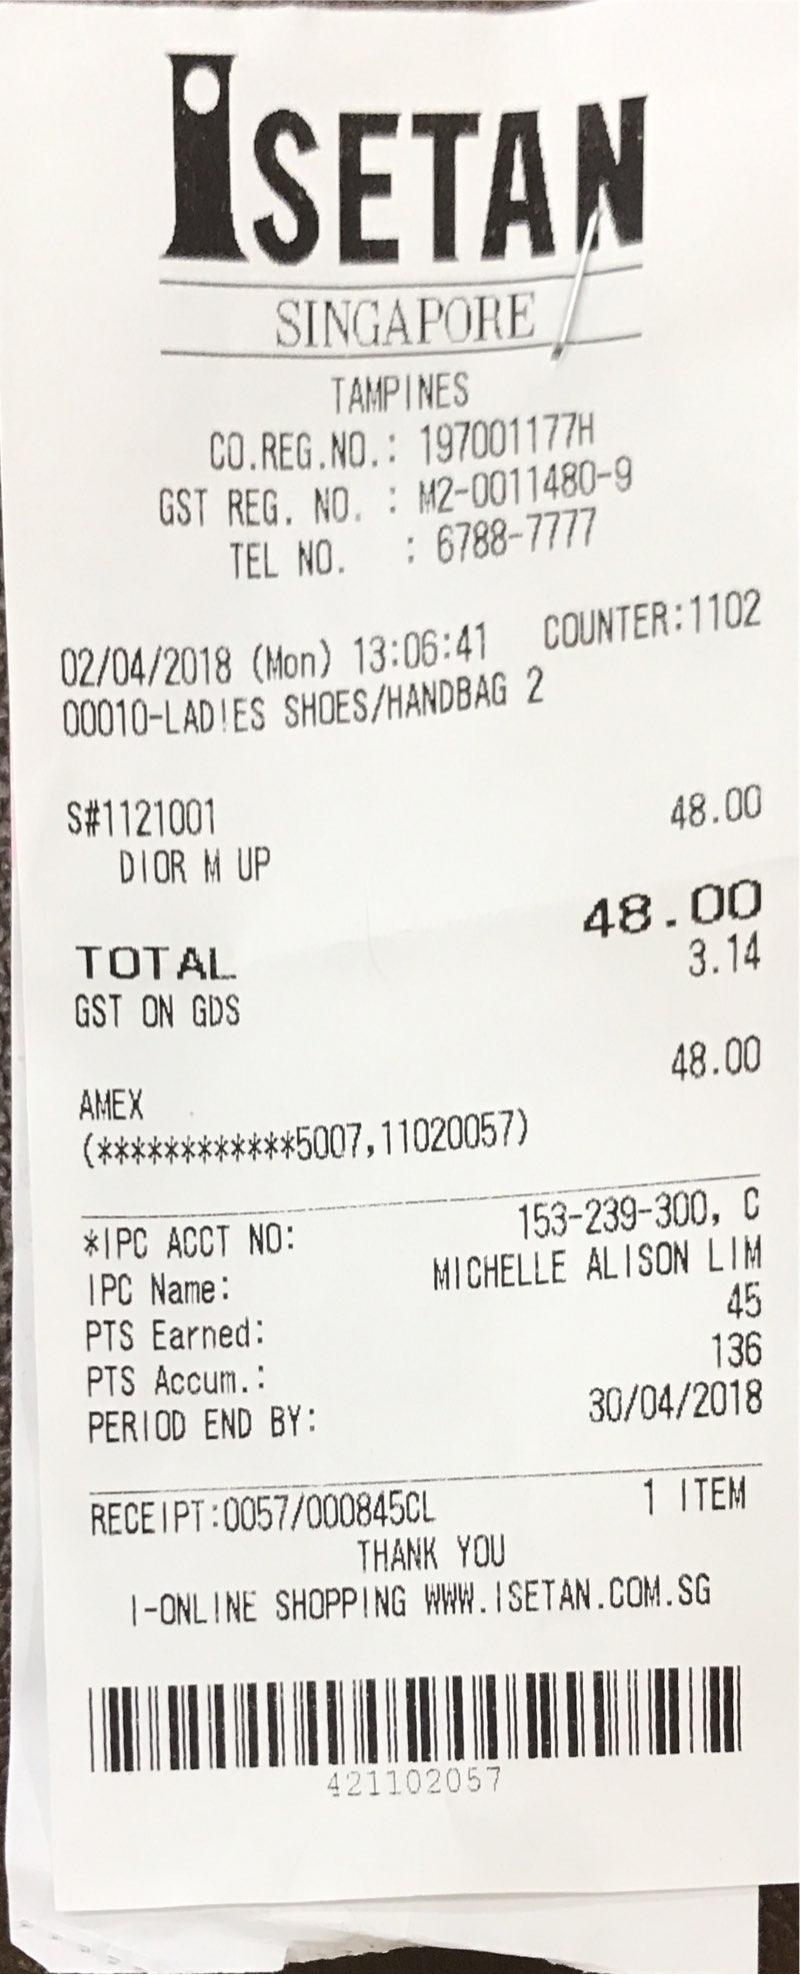 ISETAN
SINGAPORE
TAMPINES
CO.REG.NO.: 197001177H
GST REG. NO. : M2-0011480-9
TEL NO. : 6788-7777
02/04/2018 (Mon) 13:06:41 COUNTER:1102
00010-LADIES SHOES/HANDBAG 2
S#1121001 48.00
DIOR M UP
TOTAL 48.00
GST ON GDS 3.14
AMEX 48.00
(************5007,11020057)
*IPC ACCT NO: 153-239-300, C
IPC Name: MICHELLE ALISON LIM
PTS Earned: 45
PTS Accum.: 136
PERIOD END BY: 30/04/2018
RECEIPT:0057/000845CL 1 ITEM
THANK YOU
I-ONLINE SHOPPING WWW.ISETAN.COM.SG
421102057